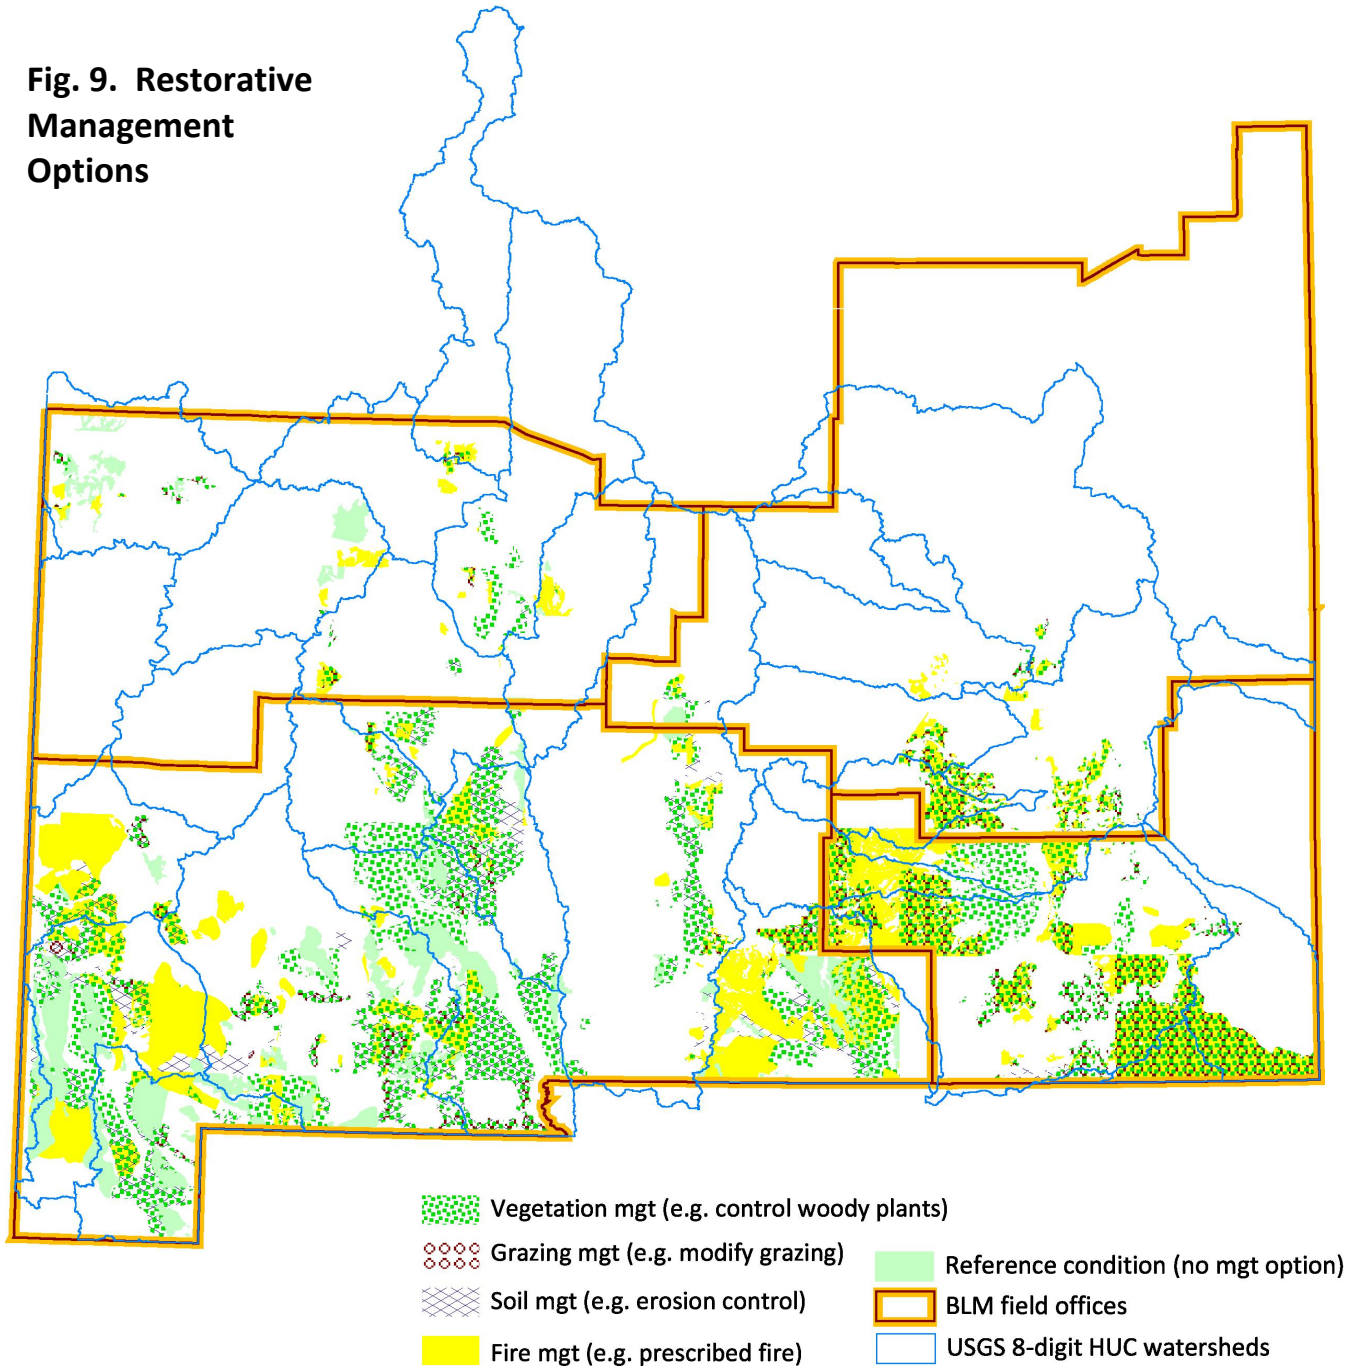 Fig. 9.  Restorative
Management
Options
Vegetation mgt (e.g. control woody plants)
Grazing mgt (e.g. modify grazing)
Soil mgt (e.g. erosion control)
Fire mgt (e.g. prescribed fire)
Reference condition (no mgt option)
BLM field offices
USGS 8-digit HUC watersheds